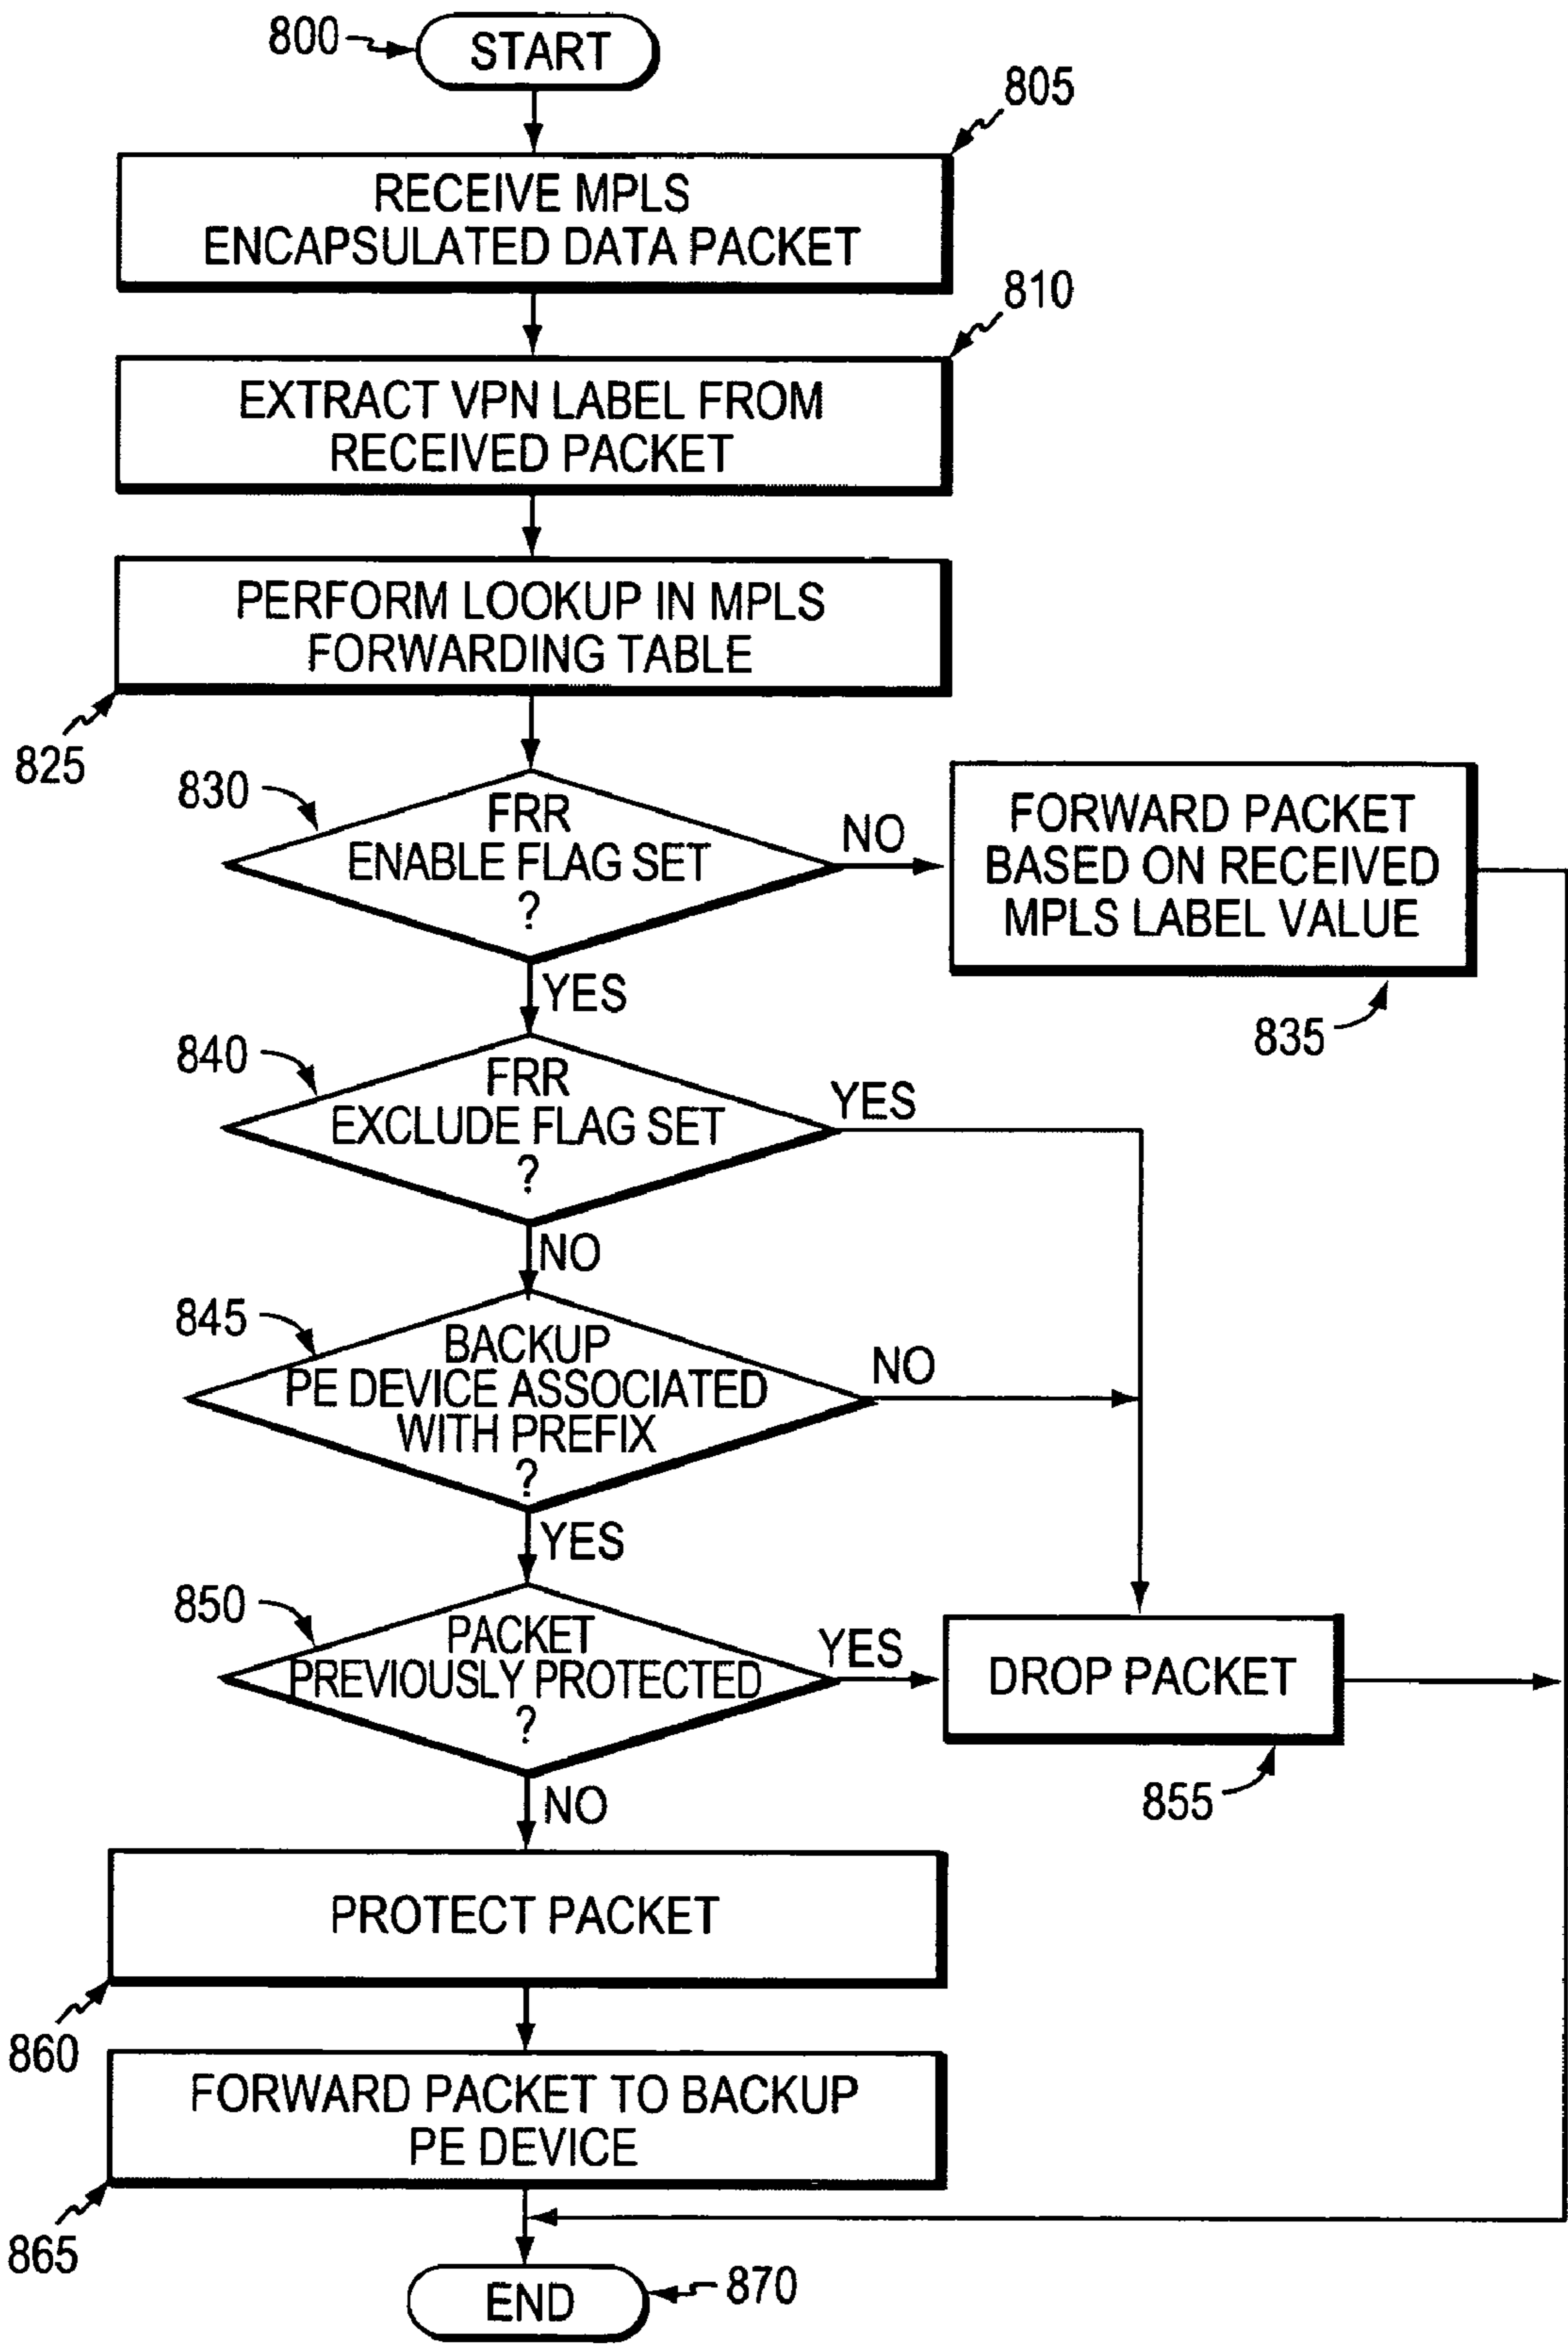 800
START
805
RECEIVE MPLS
ENCAPSULATED DATA PACKET
810
EXTRACT VPN LABEL FROM
RECEIVED PACKET
PERFORM LOOKUP IN MPLS
FORWARDING TABLE
825
830
FRR
ENABLE FLAG SET
?
NO
FORWARD PACKET
BASED ON RECEIVED
MPLS LABEL VALUE
835
YES
840
FRR
EXCLUDE FLAG SET
?
YES
NO
845
BACKUP
PE DEVICE ASSOCIATED
WITH PREFIX
?
NO
YES
850
PACKET
PREVIOUSLY PROTECTED
?
YES
DROP PACKET
855
NO
PROTECT PACKET
860
FORWARD PACKET TO BACKUP
PE DEVICE
865
END
870